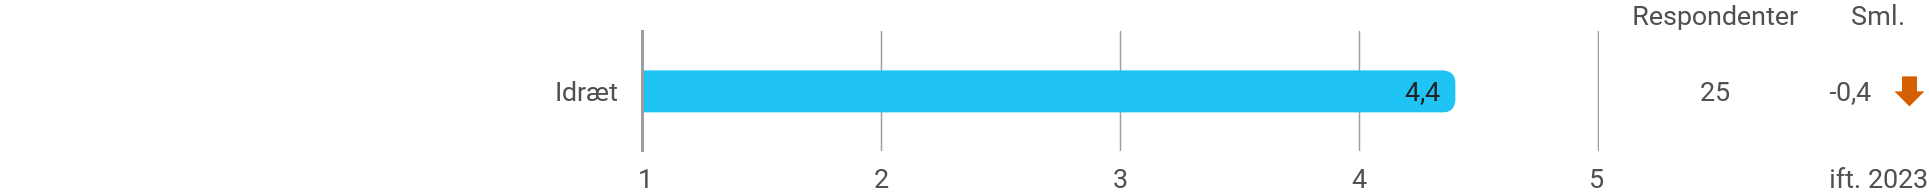 Respondenter Sml.
Idræt 4,4 25 -0,4
1 2 3 4 5 ift. 2023